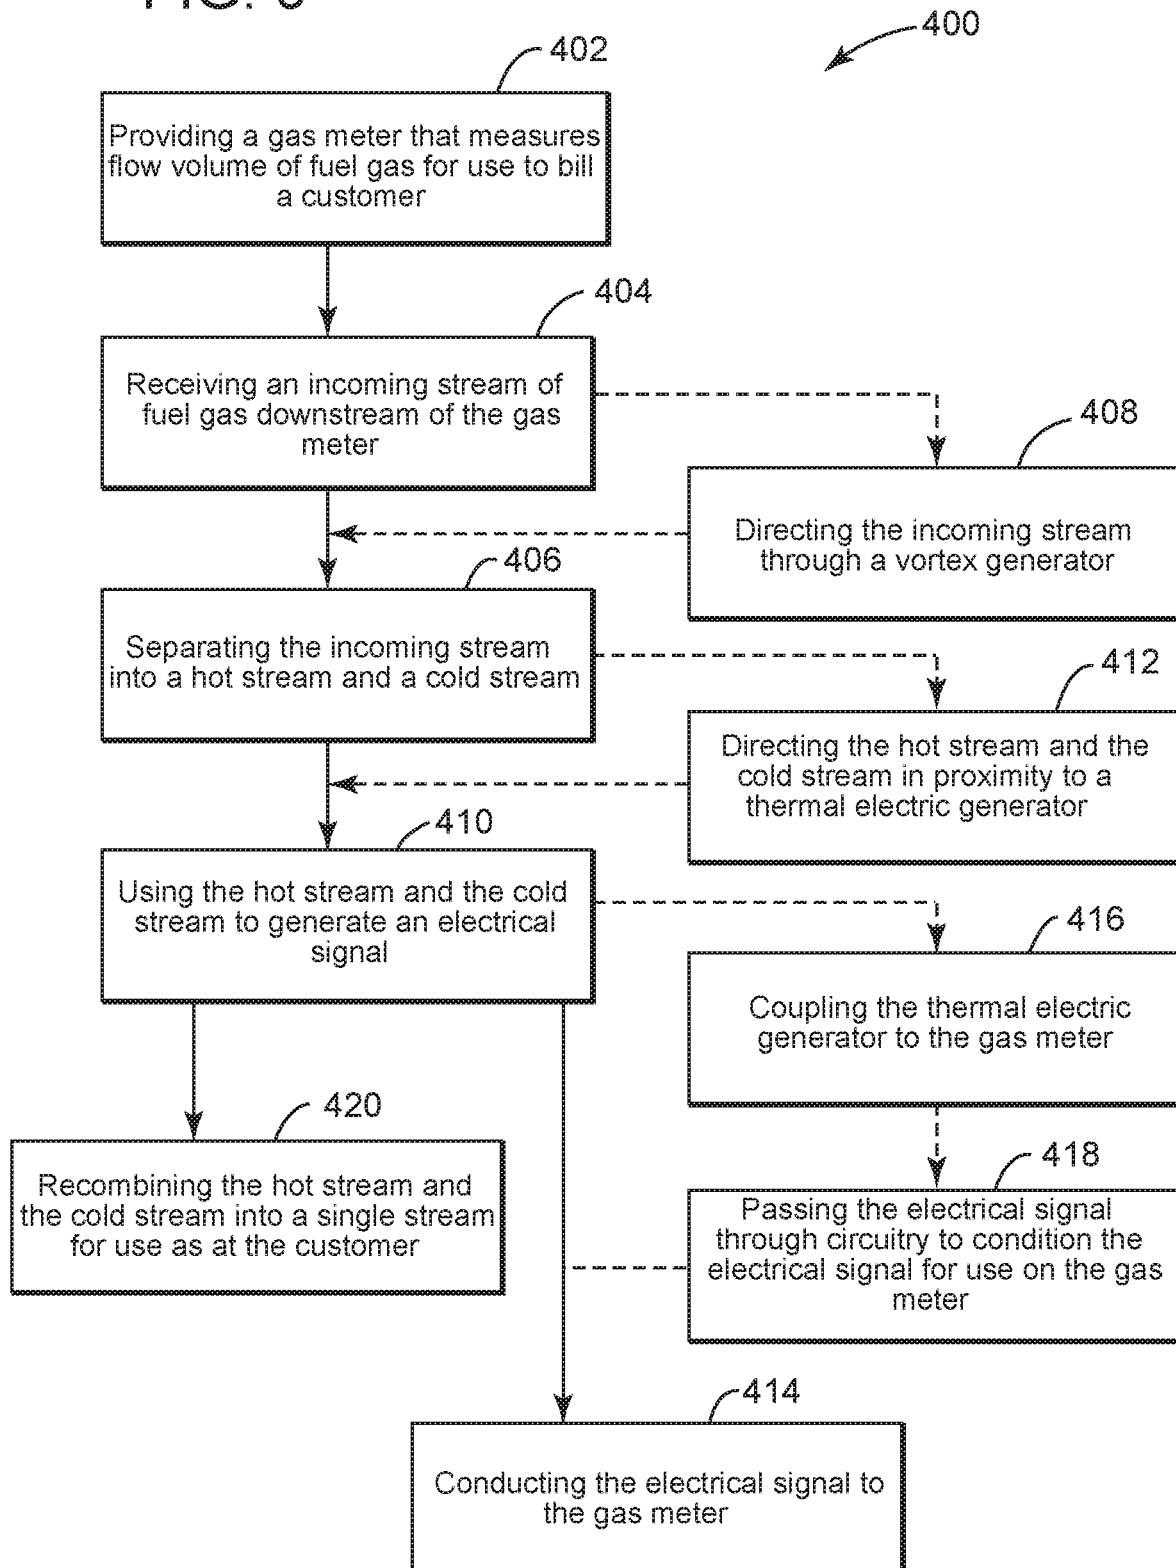 400
402
Providing a gas meter that measures
flow volume of fuel gas for use to bill
a customer
404
Receiving an incoming stream of
fuel gas downstream of the gas
meter
408
Directing the incoming stream
through a vortex generator
406
Separating the incoming stream
into a hot stream and a cold stream
412
Directing the hot stream and the
cold stream in proximity to a
thermal electric generator
410
Using the hot stream and the cold
stream to generate an electrical
signal
416
Coupling the thermal electric
generator to the gas meter
420
Recombining the hot stream and
the cold stream into a single stream
for use as at the customer
418
Passing the electrical signal
through circuitry to condition the
electrical signal for use on the gas
meter
414
Conducting the electrical signal to
the gas meter